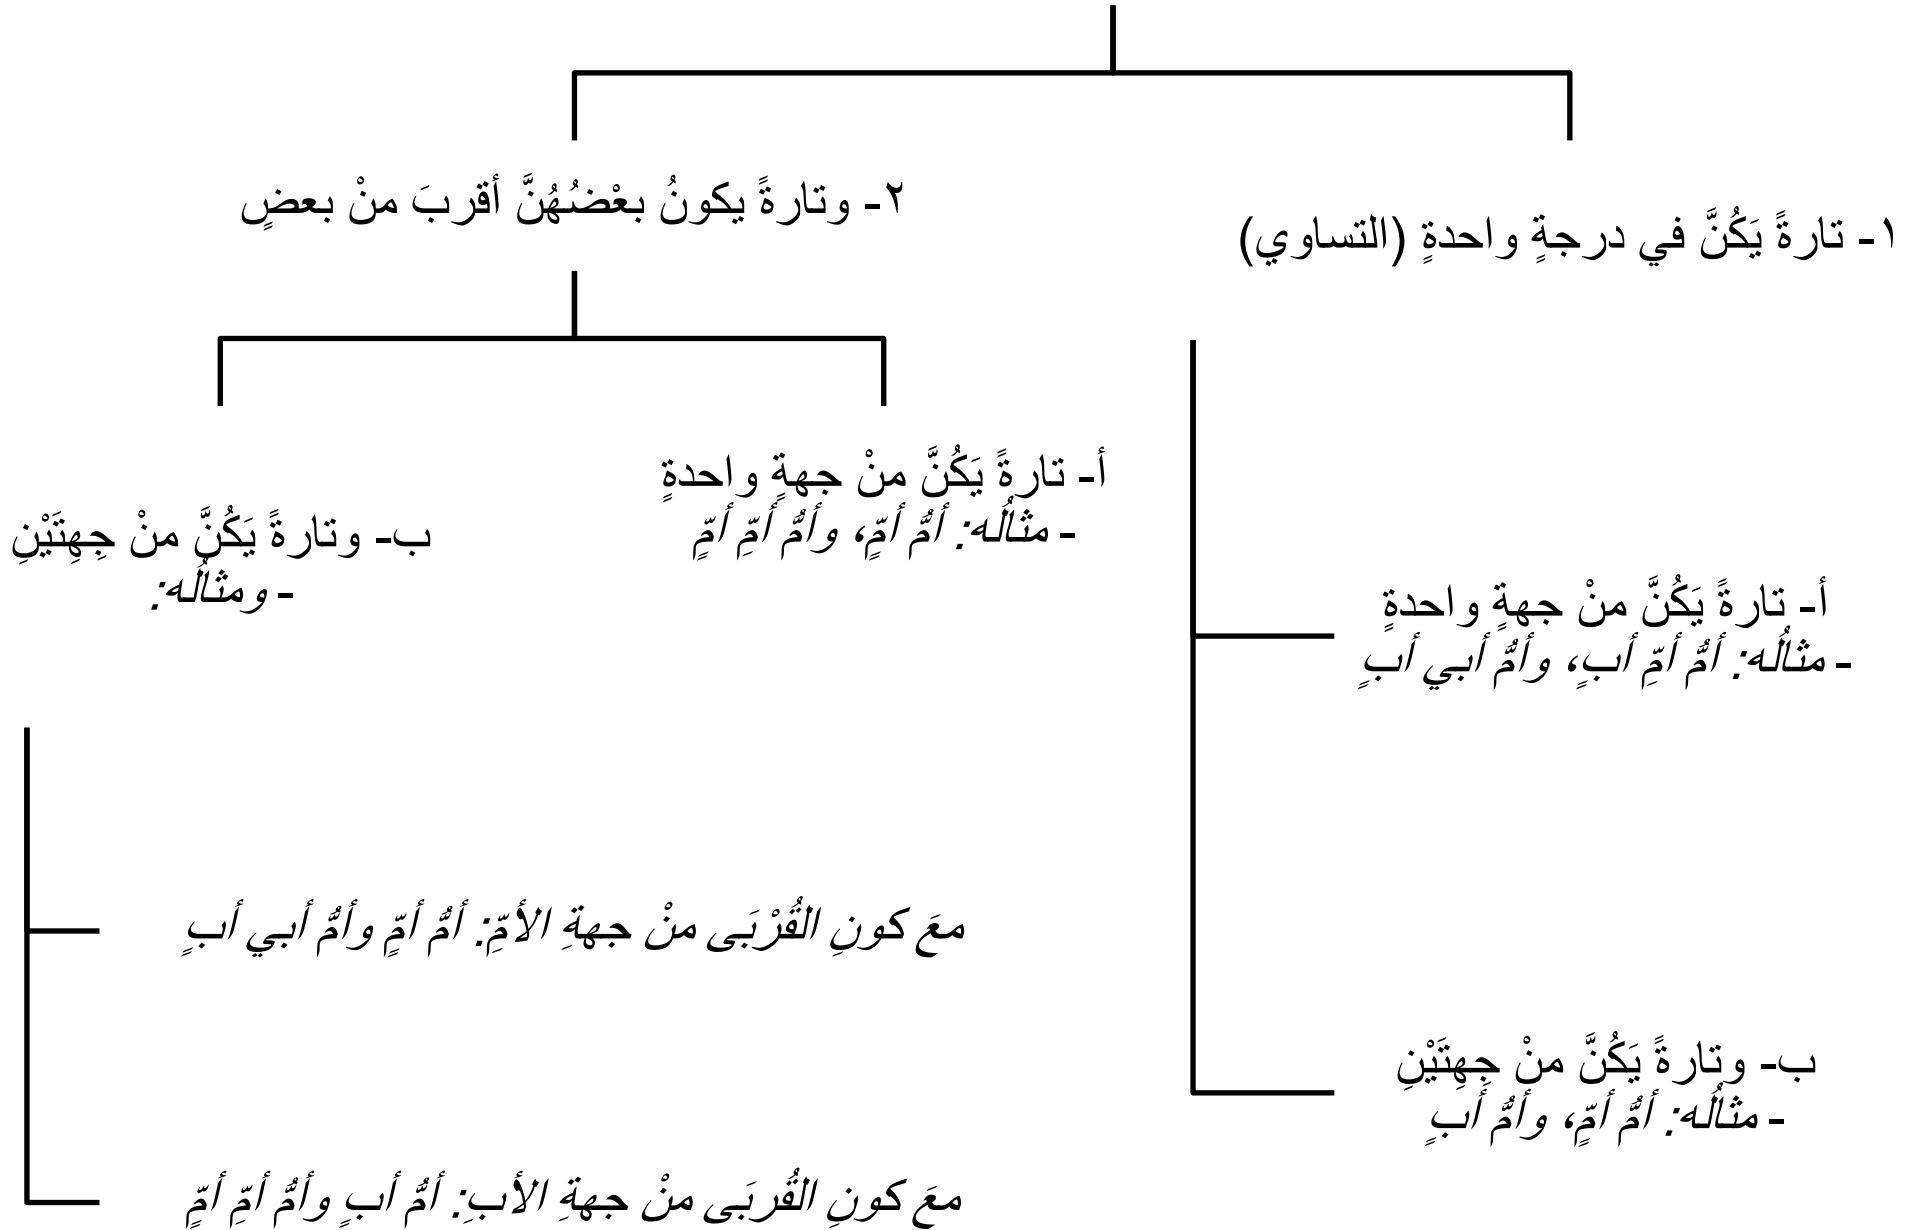 ١- تارةً يَكُنَّ في درجةٍ واحدةٍ (التساوي)
أ- تارةً يَكُنَّ منْ جهةٍ واحدةٍ
- مثالُه: أمُّ أمِّ أبٍ، وأمُّ أبي أبٍ
ب- وتارةً يَكُنَّ منْ جِهِتَيْنِ
- مثالُه: أمُّ أمٍّ، وأمُّ أبٍ
٢- وتارةً يكونُ بعْضُهُنَّ أقربَ منْ بعضٍ
أ- تارةً يَكُنَّ منْ جهةٍ واحدةٍ
- مثالُه: أمُّ أمٍّ، وأمُّ أمِّ أمٍّ
ب- وتارةً يَكُنَّ منْ جِهِتَيْنِ
- ومثالُه:
معَ كونِ القُرْبَى منْ جهةِ الأمِّ: أمُّ أمٍّ وأمُّ أبي أبٍ
معَ كونِ القُربَى منْ جهةِ الأبِ: أمُّ أبٍ وأمُّ أمِّ أمٍّ